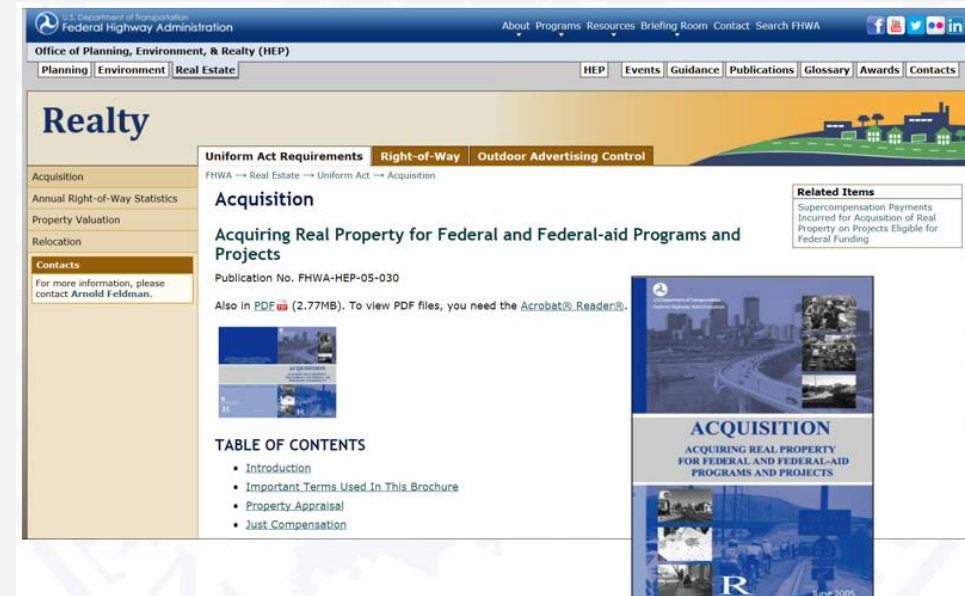 U.S. Department of Transportation
Federal Highway Administration
About Programs Resources Briefing Room Contact Search FHWA
Office of Planning, Environment, & Realty (HEP)
Planning Environment Real Estate
HEP Events Guidance Publications Glossary Awards Contacts
Realty
Uniform Act Requirements Right-of-Way Outdoor Advertising Control
Acquisition
Annual Right-of-Way Statistics
Property Valuation
Relocation
Contacts
For more information, please
contact Arnold Feldman.
FHWA → Real Estate → Uniform Act → Acquisition
Acquisition
Acquiring Real Property for Federal and Federal-aid Programs and
Projects
Publication No. FHWA-HEP-05-030
Also in PDF (2.77MB). To view PDF files, you need the Acrobat® Reader®.
ACQUISITION
TABLE OF CONTENTS
Introduction
Important Terms Used In This Brochure
Property Appraisal
Just Compensation
Related Items
Supercompensation Payments
Incurred for Acquisition of Real
Property on Projects Eligible for
Federal Funding
U.S. Department of Transportation
Federal Highway Administration
ACQUISITION
ACQUIRING REAL PROPERTY
FOR FEDERAL AND FEDERAL-AID
PROGRAMS AND PROJECTS
R
June 2005